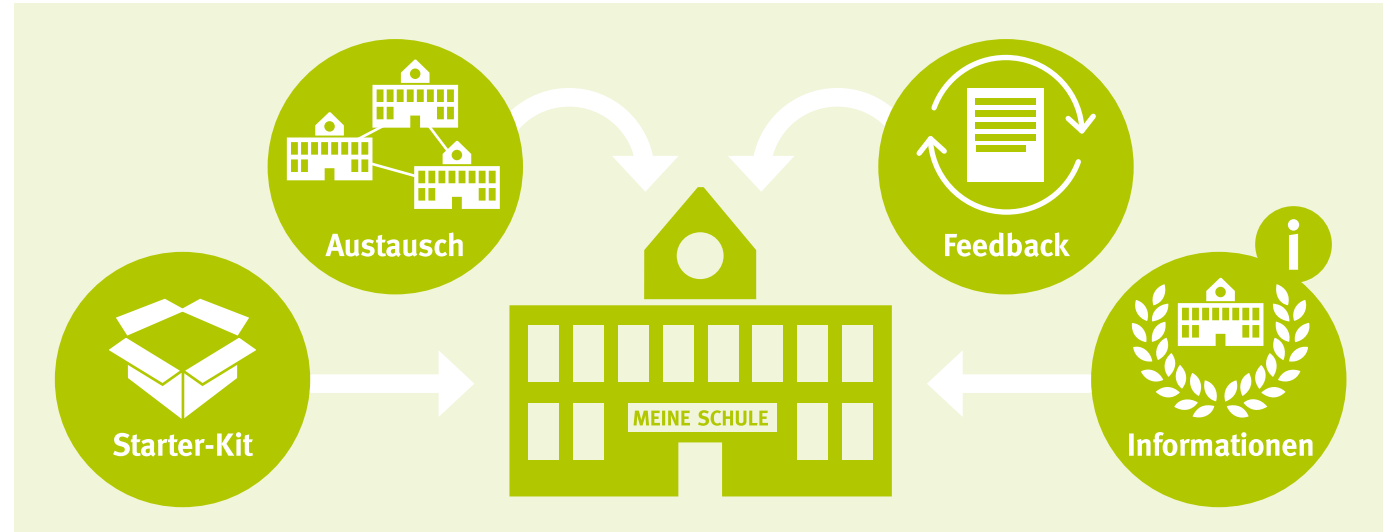 Austausch
Feedback
i
Starter-Kit
MEINE SCHULE
Informationen